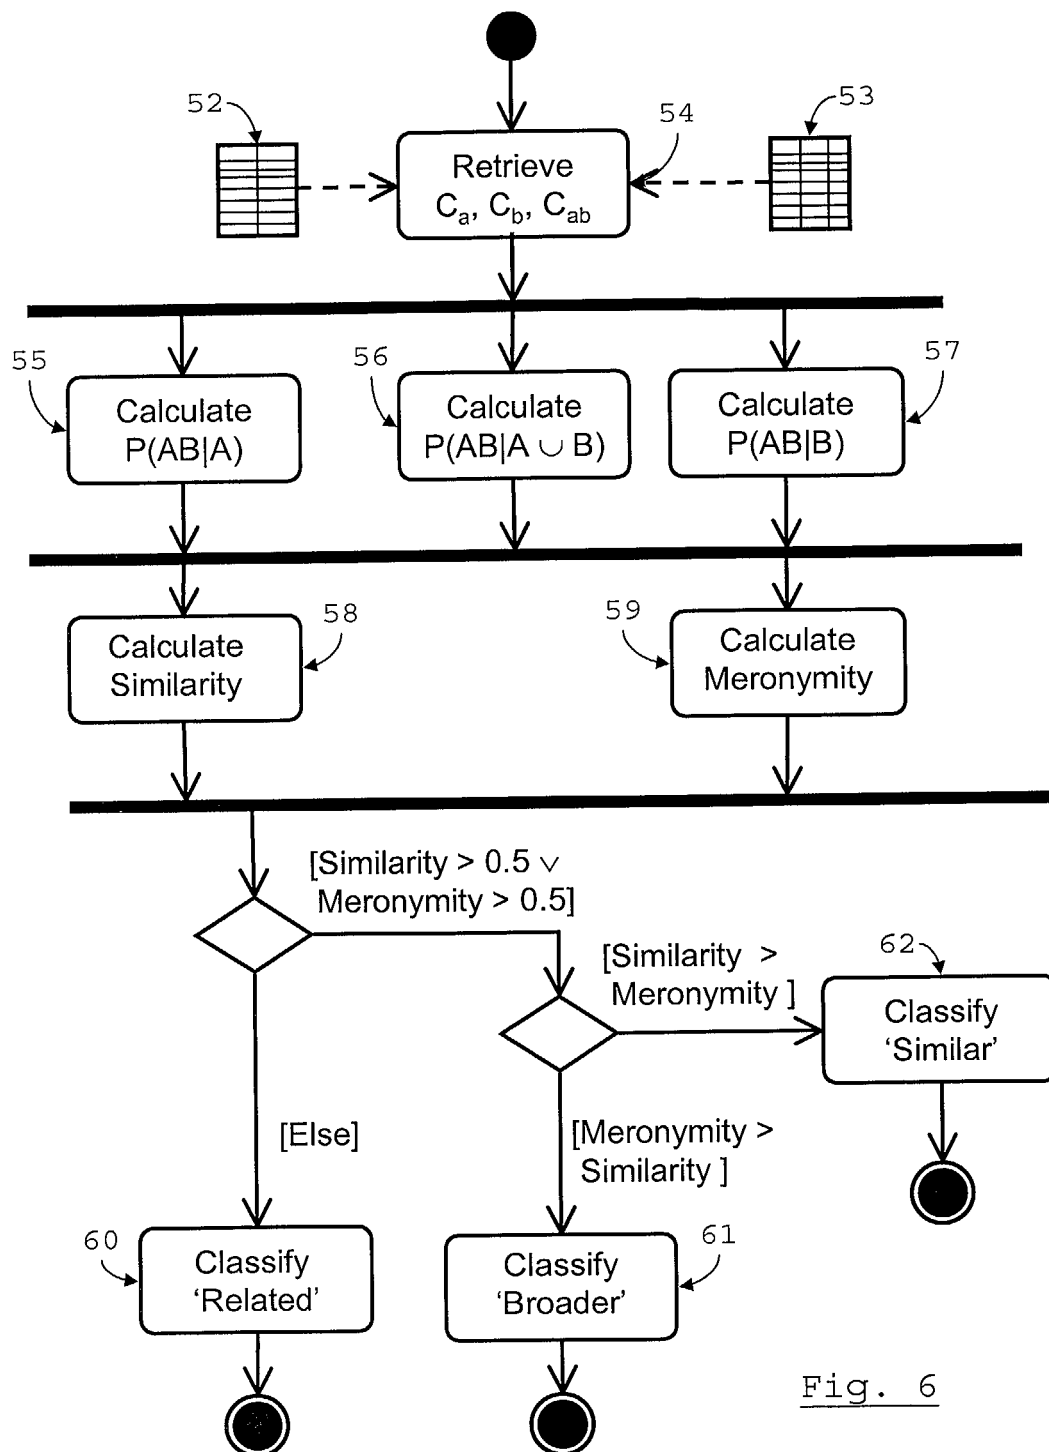 52
54
53
Retrieve
Ca, Cb, Cab
55
56
57
Calculate
P(AB|A)
Calculate
P(AB|A ∪ B)
Calculate
P(AB|B)
58
59
Calculate
Similarity
Calculate
Meronymity
[Similarity > 0.5 ∨
Meronymity > 0.5]
62
[Similarity >
Meronymity ]
Classify
‘Similar’
[Else]
[Meronymity >
Similarity ]
60
61
Classify
‘Related’
Classify
‘Broader’
Fig. 6